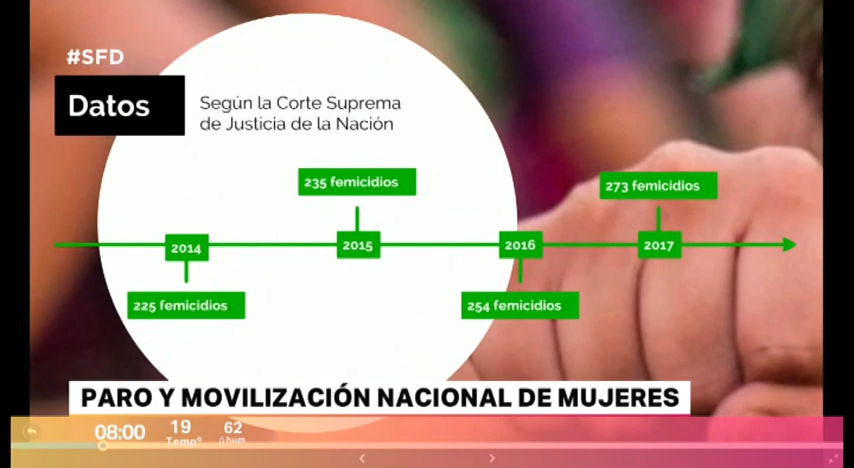 #SFD
Datos
Según la Corte Suprema
de Justicia de la Nación
235 femicidios
273 femicidios
2014
2015
2016
2017
225 femicidios
254 femicidios
PARO Y MOVILIZACIÓN NACIONAL DE MUJERES
08:00
19
62
Tempº
hum